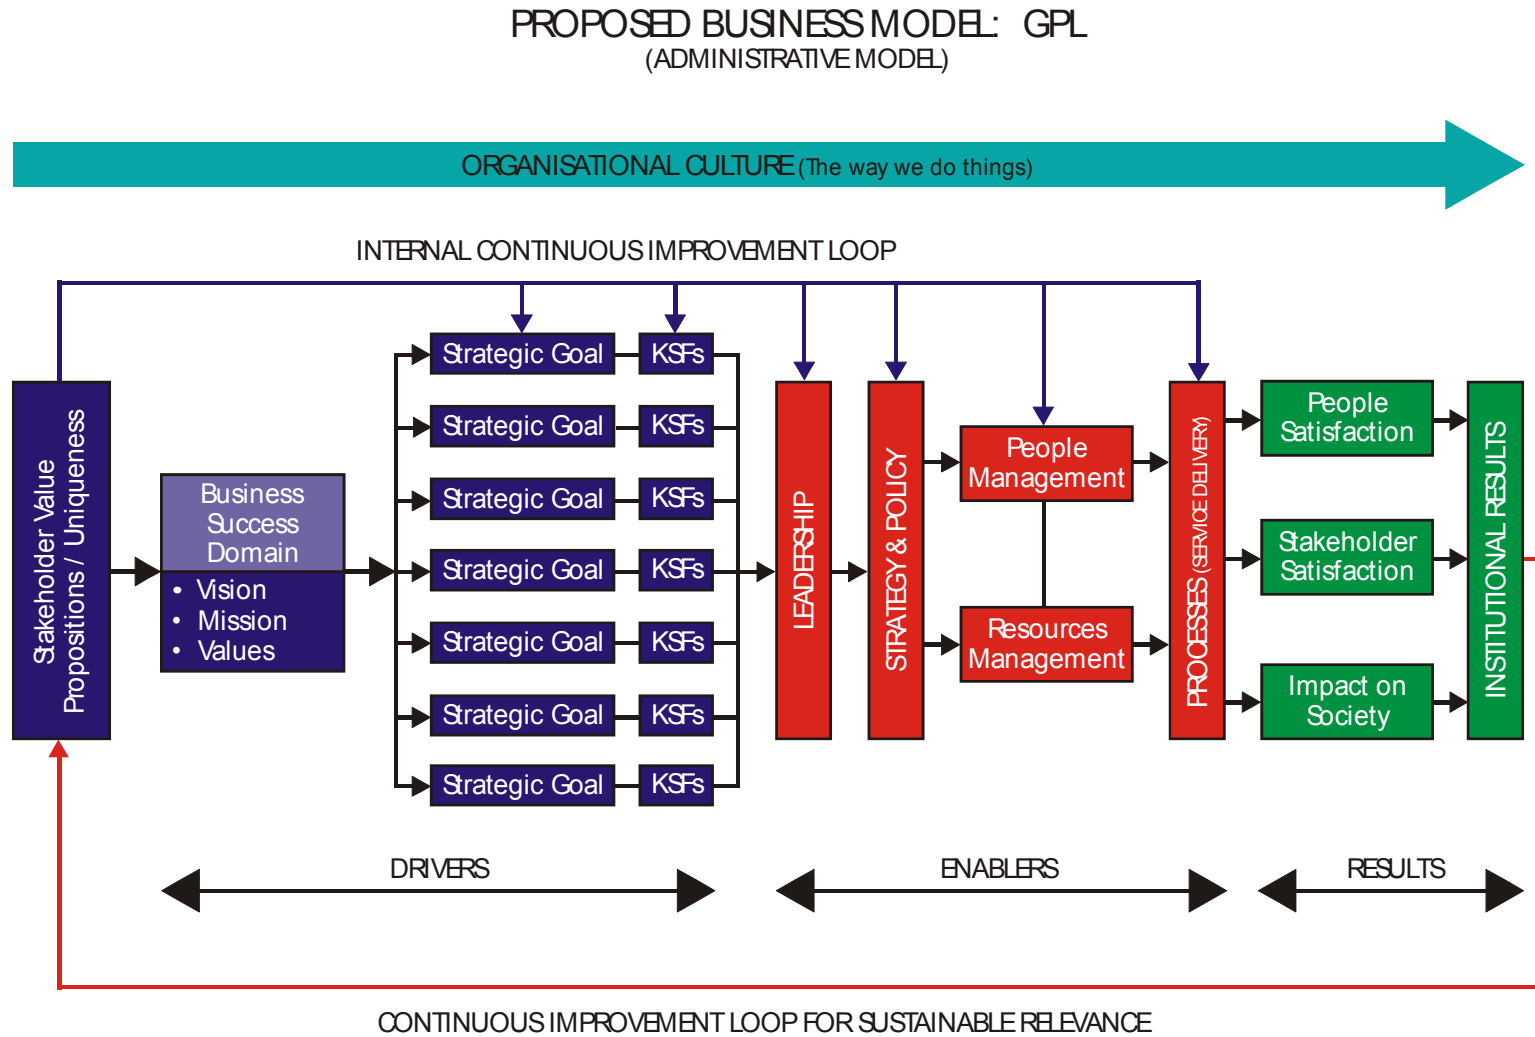 PROPOSED BUSINESS MODEL: GPL
(ADMINISTRATIVE MODEL)
ORGANISATIONAL CULTURE (The way we do things)
INTERNAL CONTINUOUS IMPROVEMENT LOOP
Stakeholder Value
Propositions / Uniqueness
Business
Success
Domain
• Vision
• Mission
• Values
Strategic Goal
KSFs
Strategic Goal
KSFs
Strategic Goal
KSFs
Strategic Goal
KSFs
Strategic Goal
KSFs
Strategic Goal
KSFs
Strategic Goal
KSFs
LEADERSHIP
STRATEGY & POLICY
People
Management
Resources
Management
PROCESSES (SERVICE DELIVERY)
People
Satisfaction
Stakeholder
Satisfaction
Impact on
Society
INSTITUTIONAL RESULTS
DRIVERS
ENABLERS
RESULTS
CONTINUOUS IMPROVEMENT LOOP FOR SUSTAINABLE RELEVANCE